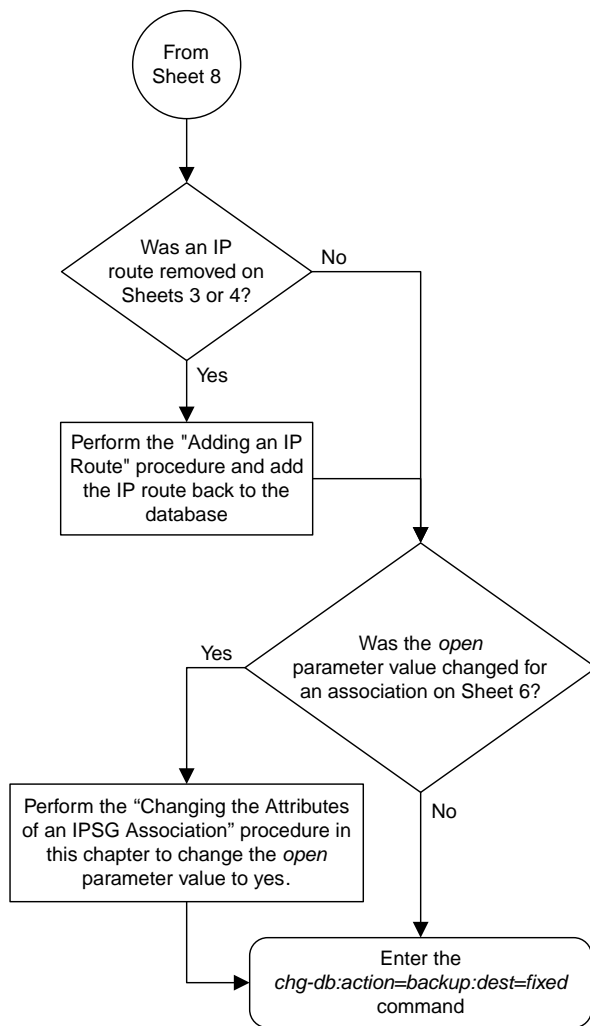 From
Sheet 8
Was an IP
route removed on
Sheets 3 or 4?
No
Yes
Perform the "Adding an IP
Route" procedure and add
the IP route back to the
database
Was the open
parameter value changed for
an association on Sheet 6?
Yes
No
Perform the “Changing the Attributes
of an IPSG Association” procedure in
this chapter to change the open
parameter value to yes.
Enter the
chg-db:action=backup:dest=fixed
command